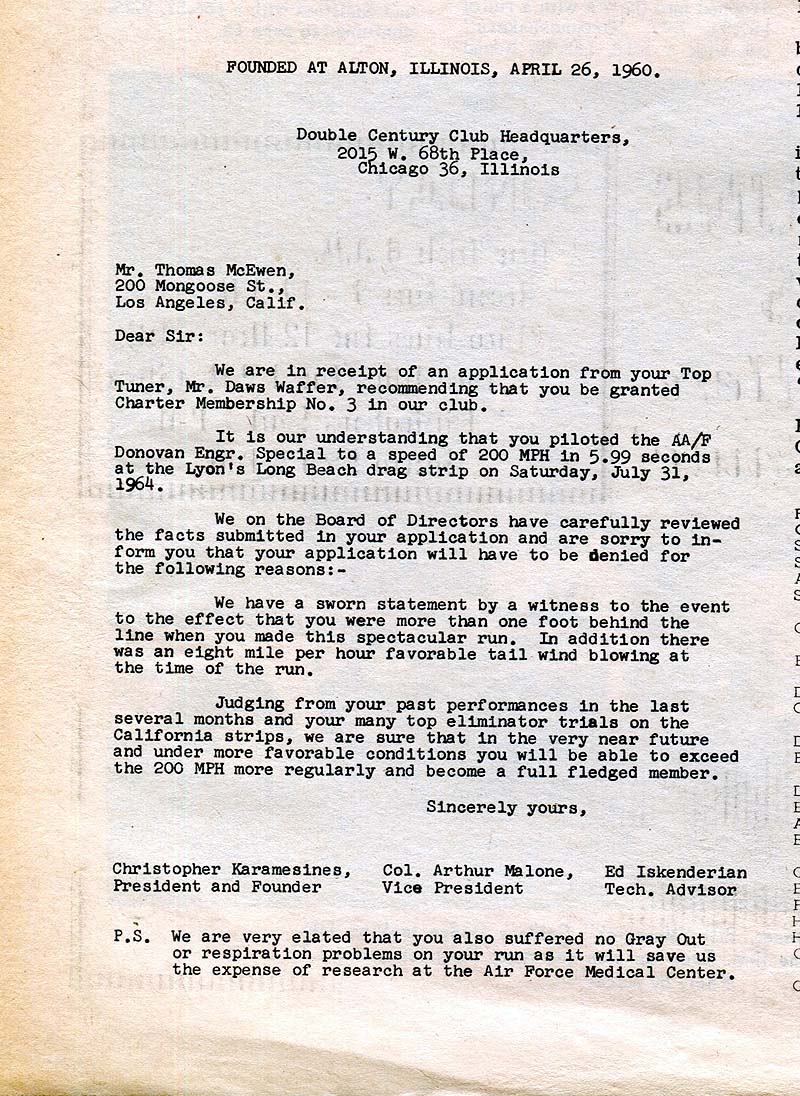 FOUNDED AT ALTON, ILLINOIS, APRIL 26, 1960.
Double Century Club Headquarters,
2015 W. 68th Place,
Chicago 36, Illinois
Mr. Thomas McEwen,
200 Mongoose St.,
Los Angeles, Calif.
Dear Sir:
We are in receipt of an application from your Top
Tuner, Mr. Daws Waffer, recommending that you be granted
Charter Membership No. 3 in our club.
It is our understanding that you piloted the AA/F
Donovan Engr. Special to a speed of 200 MPH in 5.99 seconds
at the Lyon's Long Beach drag strip on Saturday, July 31,
1964.
We on the Board of Directors have carefully reviewed
the facts submitted in your application and are sorry to in-
form you that your application will have to be denied for
the following reasons:-
We have a sworn statement by a witness to the event
to the effect that you were more than one foot behind the
line when you made this spectacular run. In addition there
was an eight mile per hour favorable tail wind blowing at
the time of the run.
Judging from your past performances in the last
several months and your many top eliminator trials on the
California strips, we are sure that in the very near future
and under more favorable conditions you will be able to exceed
the 200 MPH more regularly and become a full fledged member.
Sincerely yours,
Christopher Karamesines, Col. Arthur Malone, Ed Iskenderian
President and Founder Vice President Tech. Advisor
P.S. We are very elated that you also suffered no Gray Out
or respiration problems on your run as it will save us
the expense of research at the Air Force Medical Center.